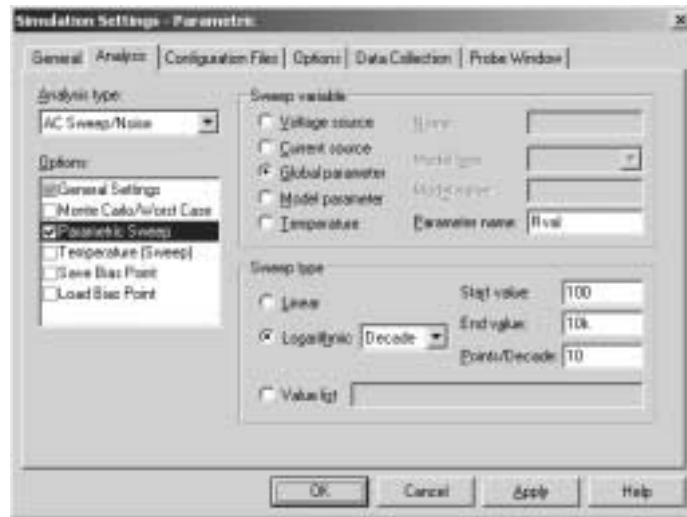 Simulation Settings - Parametric
General
Analysis
Configuration Files
Options
Data Collection
Probe Window
Analysis type:
AC Sweep/Noise
Options:
General Settings
Monte Carlo/Worst Case
Parametric Sweep
Temperature (Sweep)
Save Bias Point
Load Bias Point
Sweep variable
Voltage source
Current source
Global parameter
Model parameter
Temperature
Name:
Model type:
Model name:
Parameter name: Rval
Sweep type
Linear
Logarithmic Decade
Value list
Start value: 100
End value: 10k
Points/Decade: 10
OK
Cancel
Apply
Help